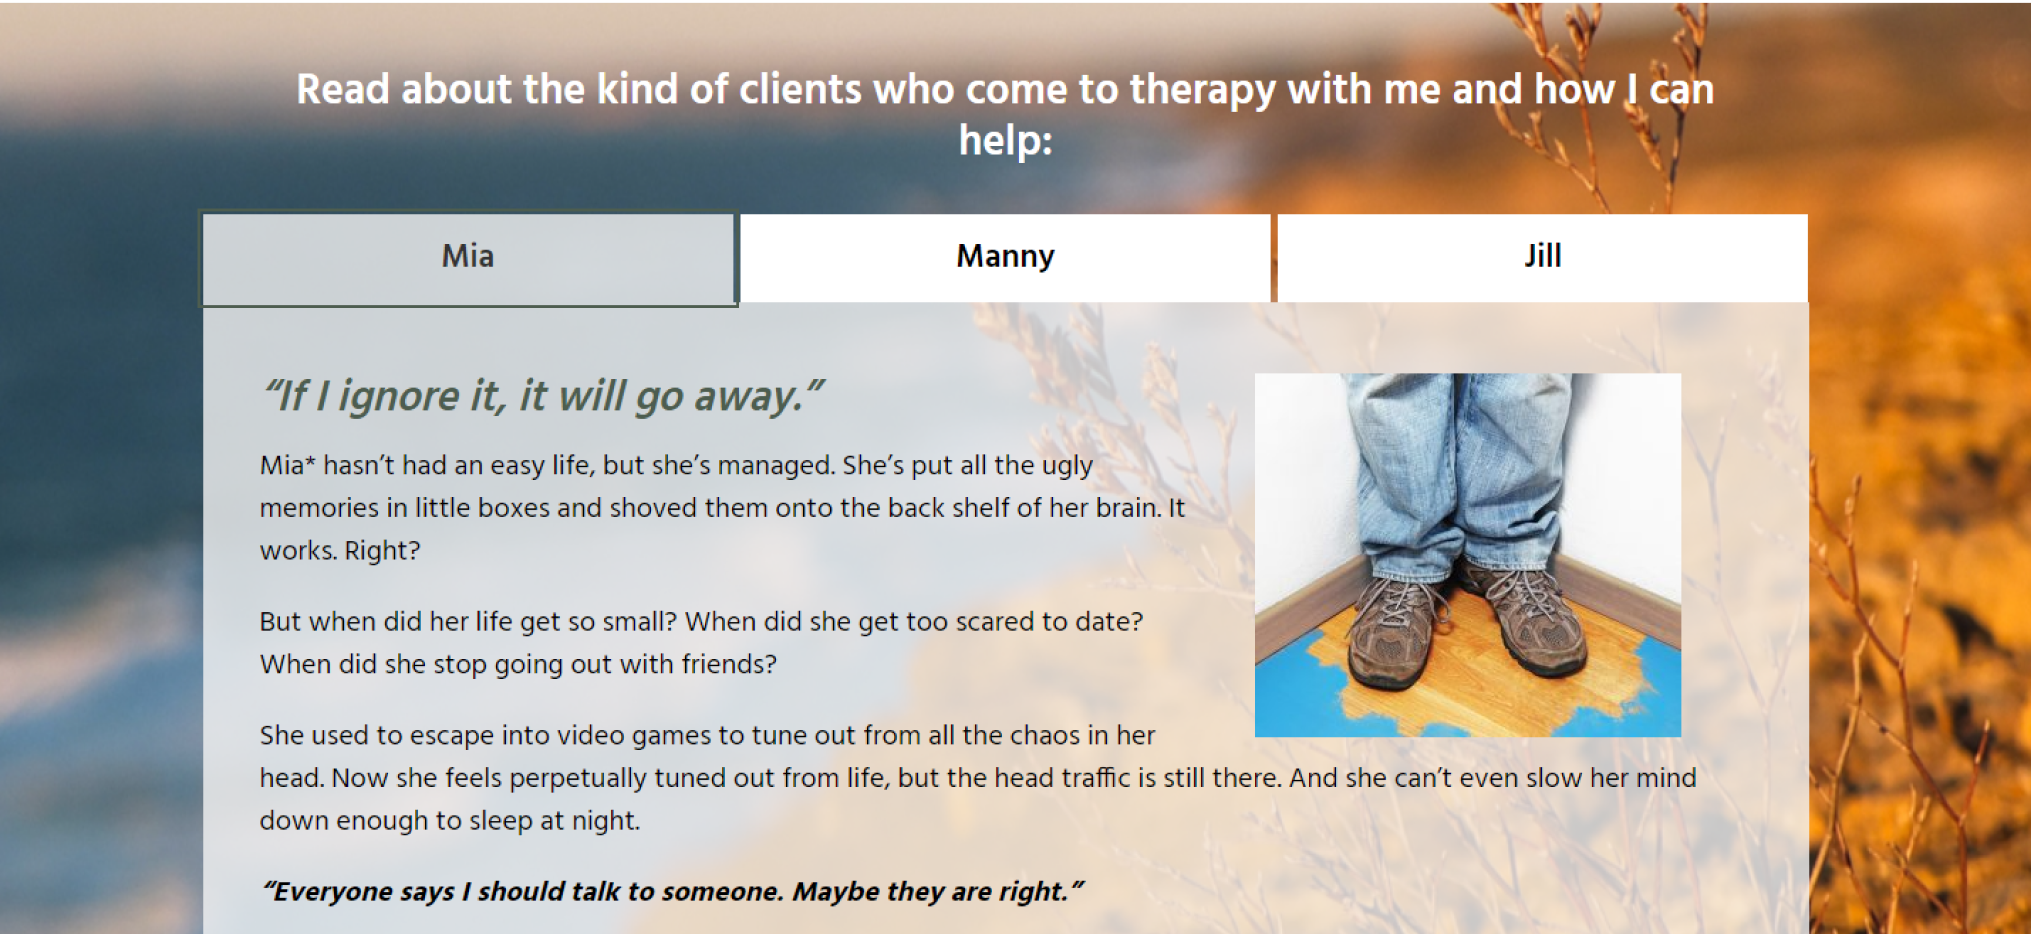 Read about the kind of clients who come to therapy with me and how I can
help:
Mia
Manny
Jill
“If I ignore it, it will go away.”
Mia* hasn’t had an easy life, but she’s managed. She’s put all the ugly
memories in little boxes and shoved them onto the back shelf of her brain. It
works. Right?
But when did her life get so small? When did she get too scared to date?
When did she stop going out with friends?
She used to escape into video games to tune out from all the chaos in her
head. Now she feels perpetually tuned out from life, but the head traffic is still there. And she can’t even slow her mind
down enough to sleep at night.
“Everyone says I should talk to someone. Maybe they are right.”